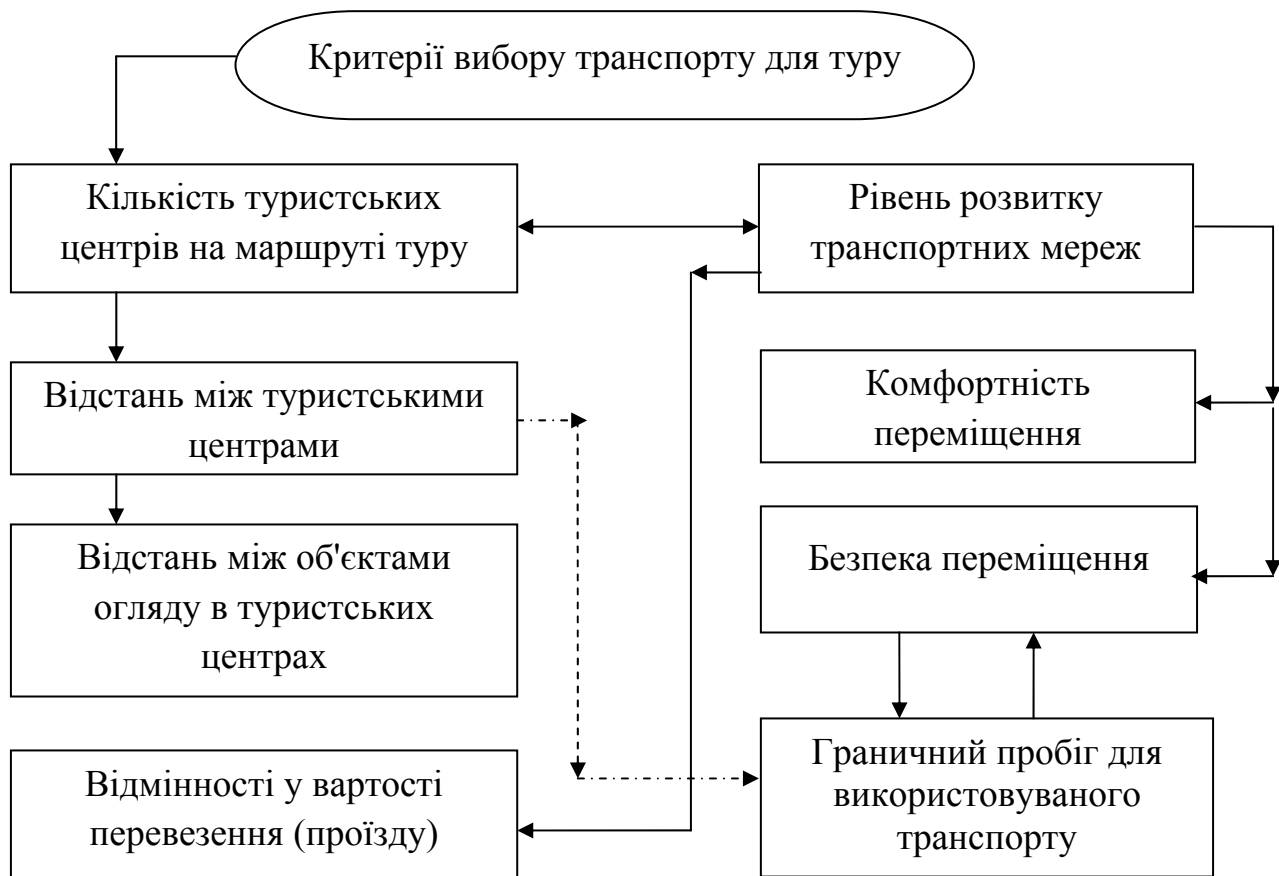 Критерії вибору транспорту для туру
Кількість туристських
центрів на маршруті туру
Рівень розвитку
транспортних мереж
Відстань між туристськими
центрами
Комфортність
переміщення
Відстань між об'єктами
огляду в туристських
центрах
Безпека переміщення
Відмінності у вартості
перевезення (проїзду)
Граничний пробіг для
використовуваного
транспорту